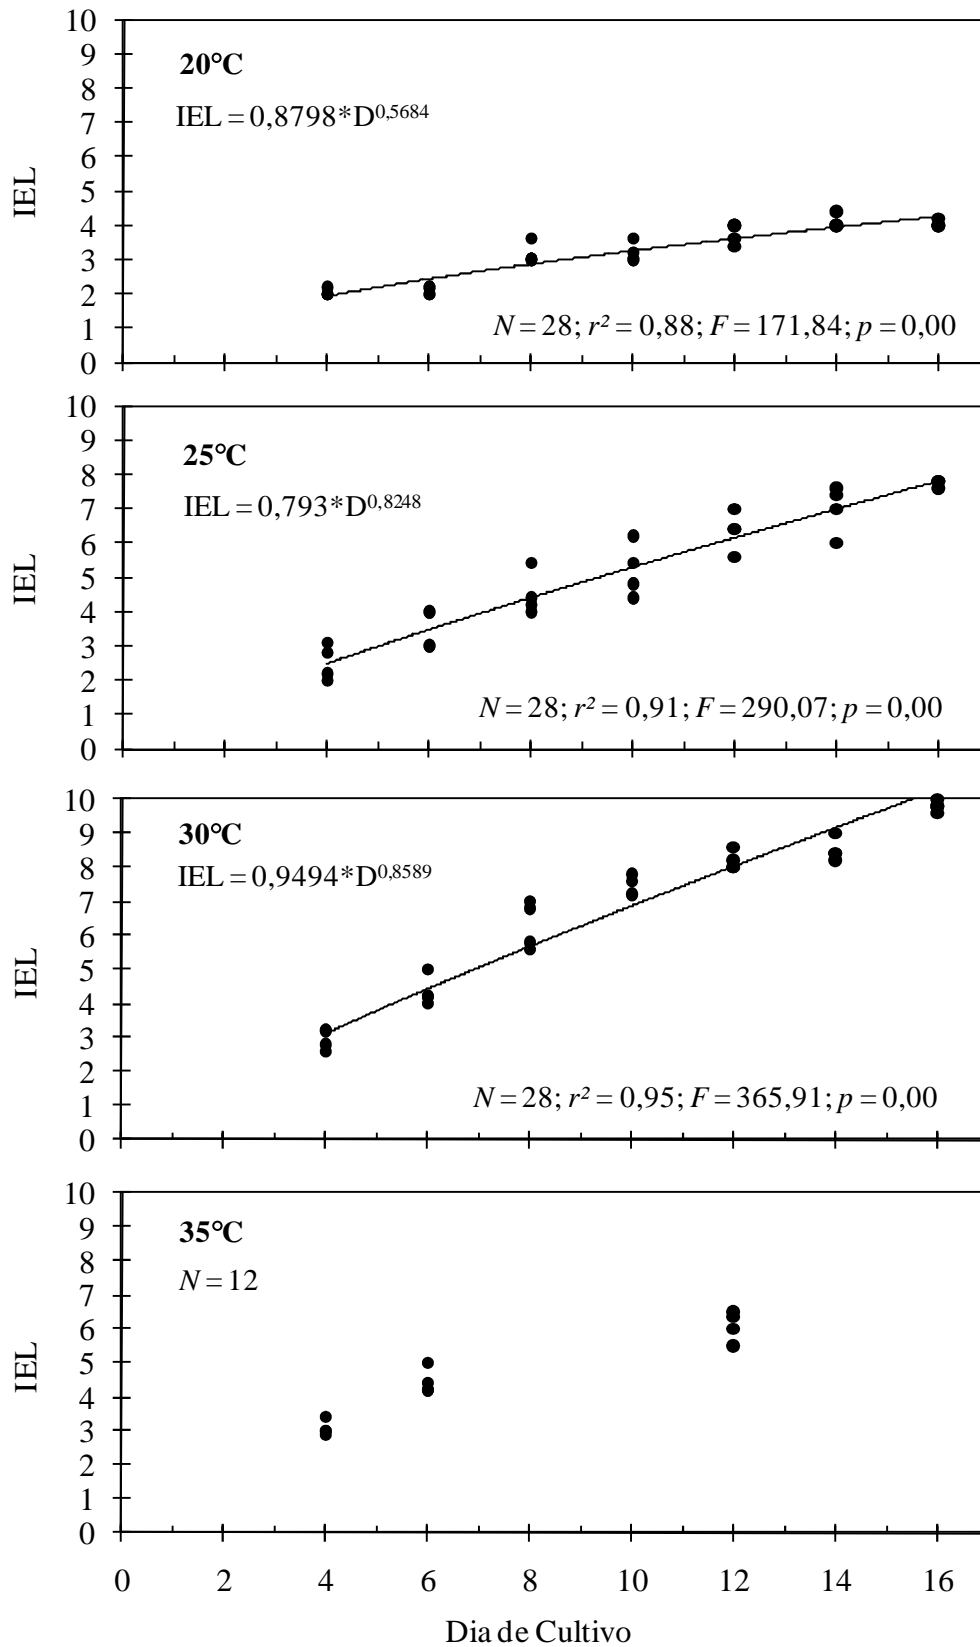 10
9
8
7
6
5
4
3
2
1
0
IEL
20°C
IEL = 0,8798*D^0,5684
N = 28; r² = 0,88; F = 171,84; p = 0,00
10
9
8
7
6
5
4
3
2
1
0
IEL
25°C
IEL = 0,793*D^0,8248
N = 28; r² = 0,91; F = 290,07; p = 0,00
10
9
8
7
6
5
4
3
2
1
0
IEL
30°C
IEL = 0,9494*D^0,8589
N = 28; r² = 0,95; F = 365,91; p = 0,00
10
9
8
7
6
5
4
3
2
1
0
IEL
35°C
N = 12
0 2 4 6 8 10 12 14 16
Dia de Cultivo